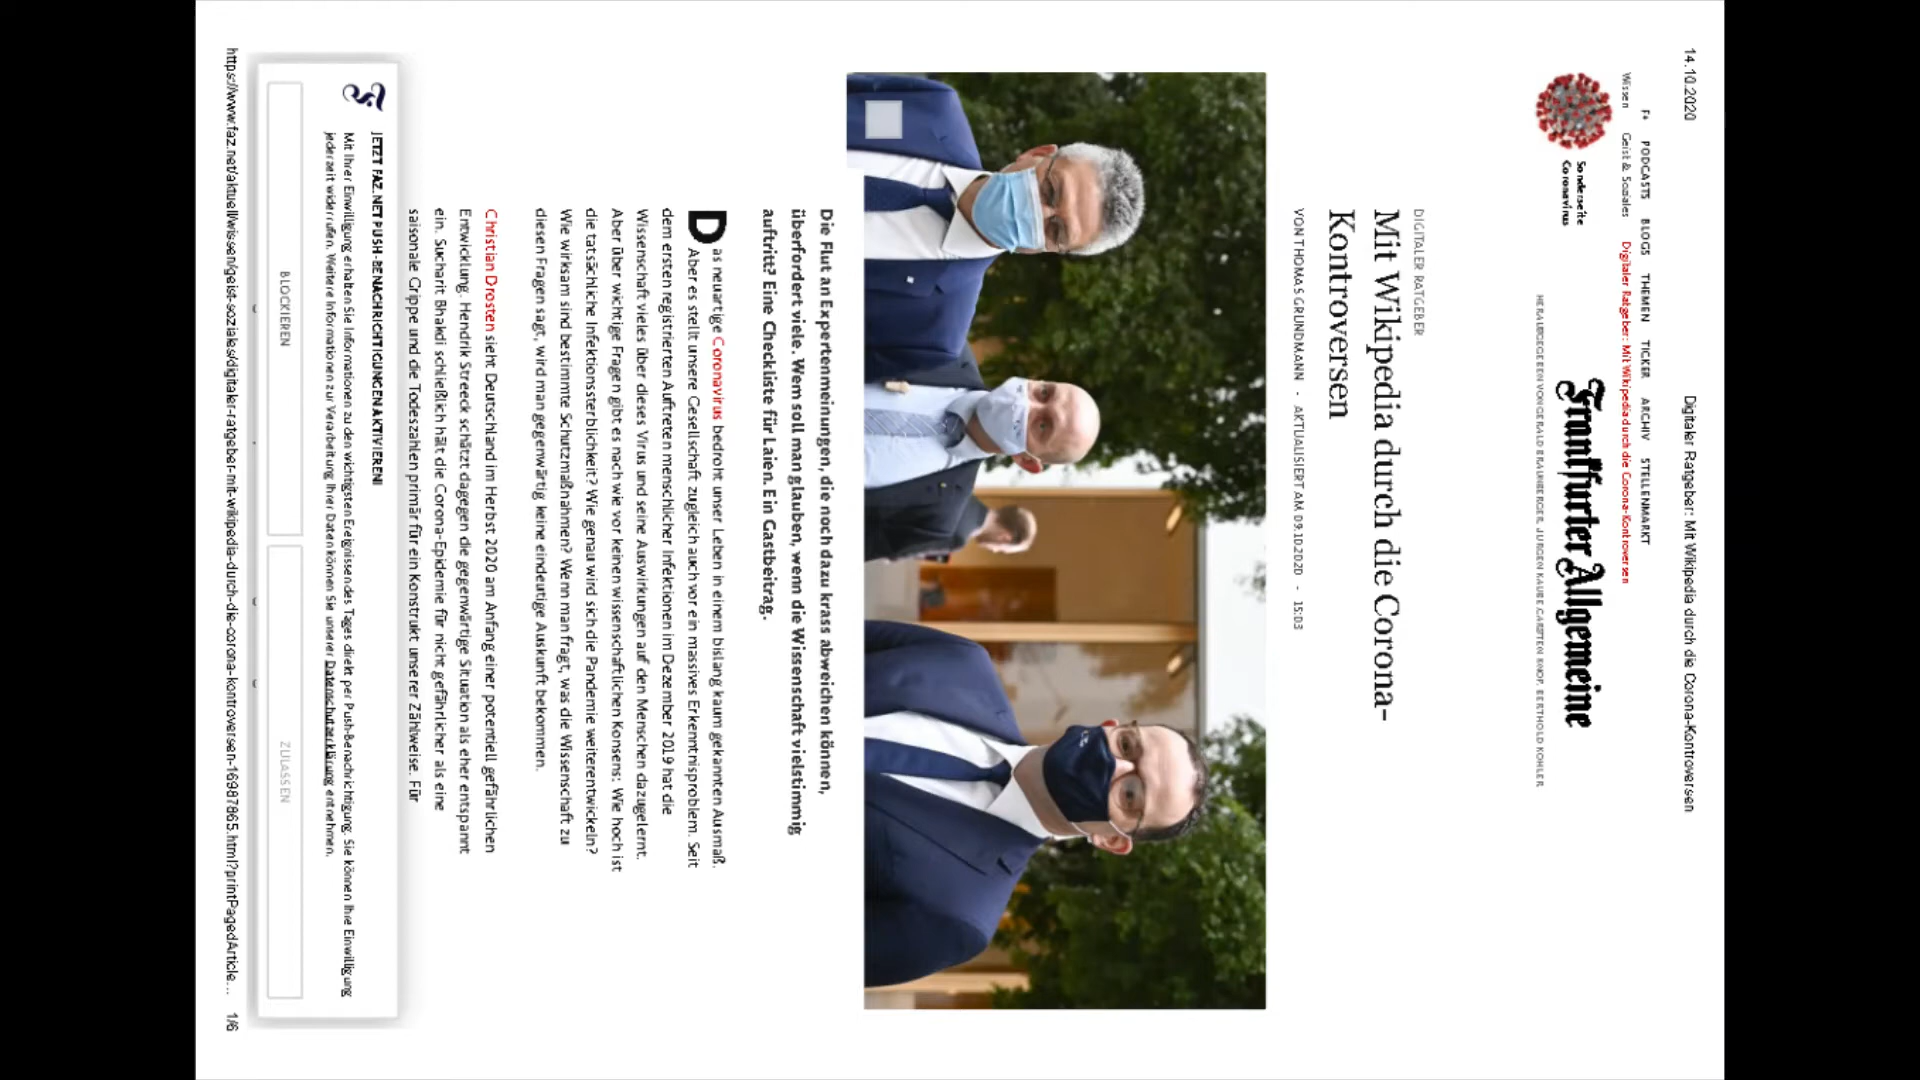 14.10.2020
Digitaler Ratgeber: Mit Wikipedia durch die Corona-Kontroversen
F+ PODCASTS BLOGS THEMEN TICKER ARCHIV STELLENMARKT
Wissen Geist & Soziales Digitaler Ratgeber: Mit Wikipedia durch die Corona-Kontroversen
Sonderseite
Coronavirus
Frankfurter Allgemeine
HERAUSGEGEBEN VON GERALD BRAUNBERGER, JÜRGEN KAUBE, CARSTEN KNOP, BERTHOLD KOHLER
DIGITALER RATGEBER
Mit Wikipedia durch die Corona-
Kontroversen
VON THOMAS GRUNDMANN - AKTUALISIERT AM 09.10.2020 - 15:03
Die Flut an Expertenmeinungen, die noch dazu krass abweichen können,
überfordert viele. Wem soll man glauben, wenn die Wissenschaft vielstimmig
auftritt? Eine Checkliste für Laien. Ein Gastbeitrag.
Das neuartige Coronavirus bedroht unser Leben in einem bislang kaum gekannten Ausmaß.
Aber es stellt unsere Gesellschaft zugleich auch vor ein massives Erkenntnisproblem. Seit
dem ersten registrierten Auftreten menschlicher Infektionen im Dezember 2019 hat die
Wissenschaft vieles über dieses Virus und seine Auswirkungen auf den Menschen dazugelernt.
Aber über wichtige Fragen gibt es nach wie vor keinen wissenschaftlichen Konsens: Wie hoch ist
die tatsächliche Infektionsterblichkeit? Wie genau wird sich die Pandemie weiterentwickeln?
Wie wirksam sind bestimmte Schutzmaßnahmen? Wenn man fragt, was die Wissenschaft zu
diesen Fragen sagt, wird man gegenwärtig keine eindeutige Auskunft bekommen.
Christian Drosten sieht Deutschland im Herbst 2020 am Anfang einer potentiell gefährlichen
Entwicklung. Hendrik Streeck schätzt dagegen die gegenwärtige Situation als eher entspannt
ein. Sucharit Bhakdi schließlich hält die Corona-Epidemie für nicht gefährlicher als eine
saisonale Grippe und die Todeszahlen primär für ein Konstrukt unserer Zählweise. Für
JETZT FAZ.NET PUSH-BENACHRICHTIGUNGEN AKTIVIEREN!
Mit Ihrer Einwilligung erhalten Sie Informationen zu den wichtigsten Ereignissen des Tages direkt per Push-Benachrichtigung. Sie können Ihre Einwilligung
jederzeit widerrufen. Weitere Informationen zur Verarbeitung Ihrer Daten können Sie unserer Datenschutzerklärung entnehmen.
BLOCKIEREN
ZULASSEN
https://www.faz.net/aktuell/wissen/geist-soziales/digitaler-ratgeber-mit-wikipedia-durch-die-corona-kontroversen-16987865.html?printPagedArticle... 1/6